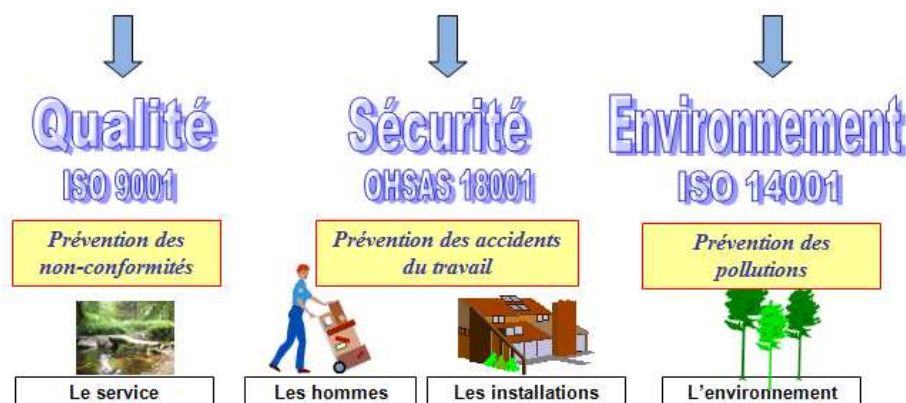 Qualité
ISO 9001
Prévention des
non-conformités
Le service
Sécurité
OHSAS 18001
Prévention des accidents
du travail
Les hommes
Les installations
Environnement
ISO 14001
Prévention des
pollutions
L'environnement